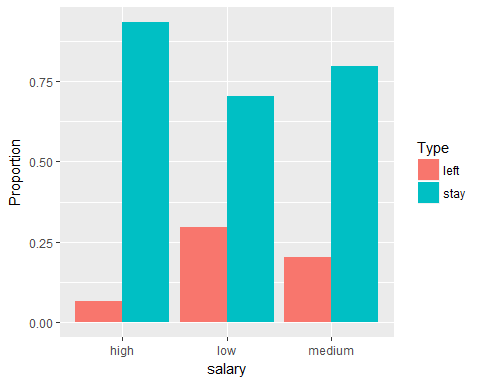 Proportion
0.75
0.50
0.25
0.00
high low medium
salary
Type
left
stay